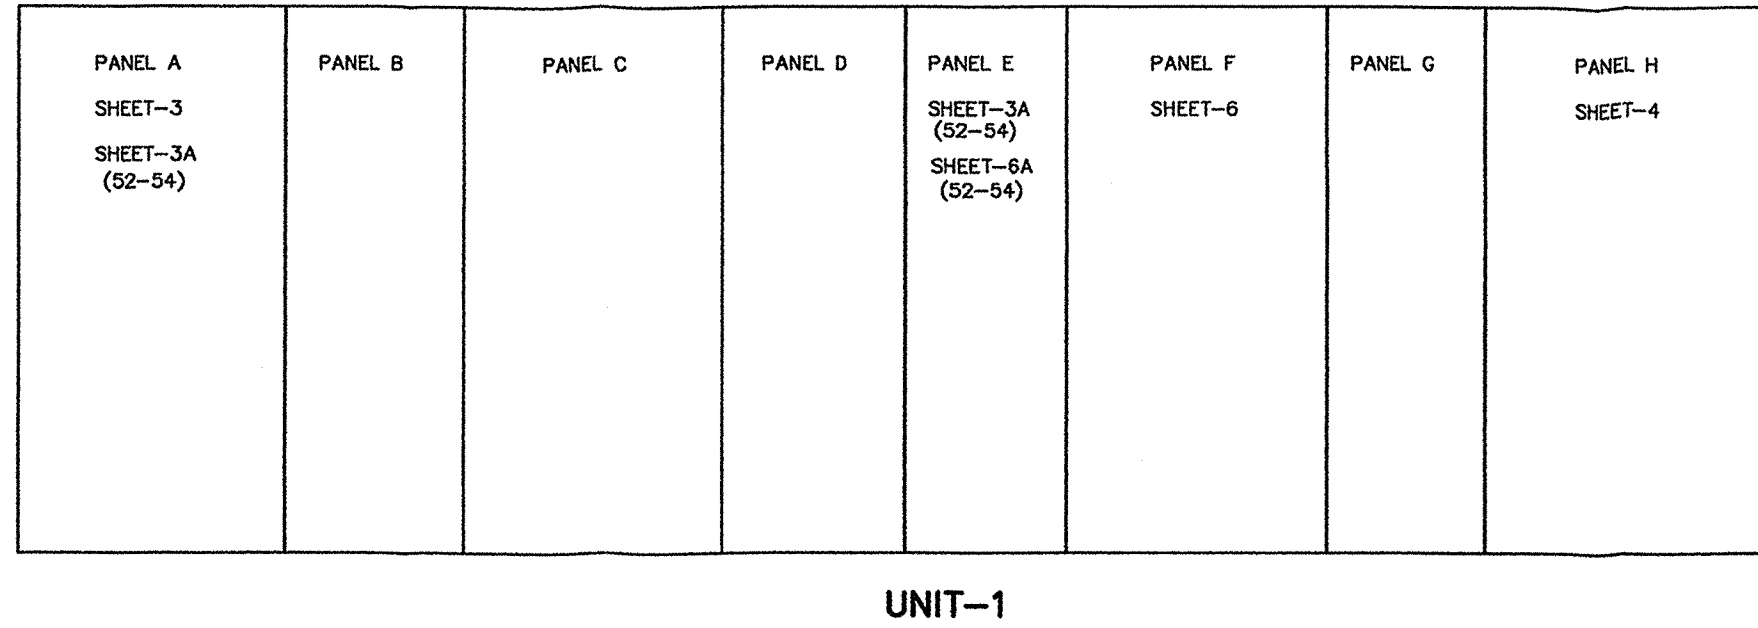 PANEL A
SHEET-3
SHEET-3A
(52-54)
PANEL B
PANEL C
PANEL D
PANEL E
SHEET-3A
(52-54)
SHEET-6A
(52-54)
PANEL F
SHEET-6
PANEL G
PANEL H
SHEET-4
UNIT-1